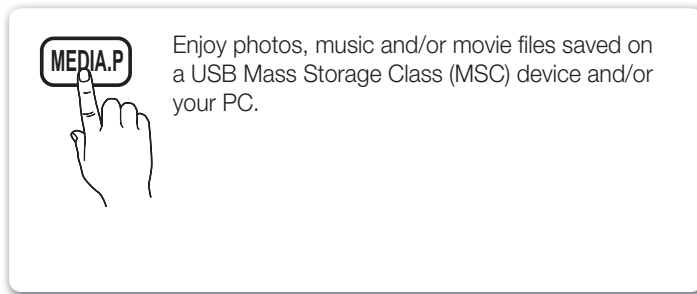 MEDIA.P
Enjoy photos, music and/or movie files saved on
a USB Mass Storage Class (MSC) device and/or
your PC.